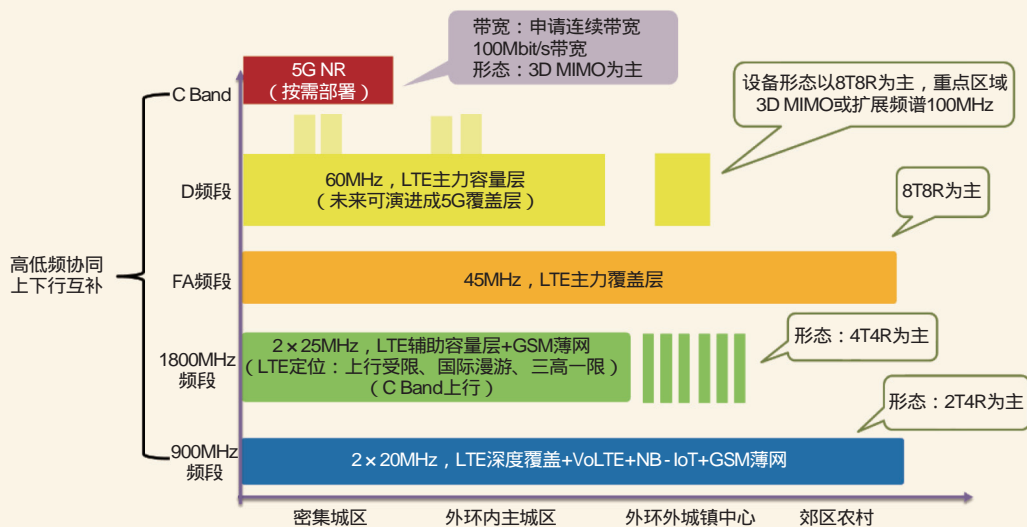 带宽：申请连续带宽
100Mbit/s带宽
形态：3D MIMO为主
5G NR
（按需部署）
C Band
设备形态以8T8R为主，重点区域
3D MIMO或扩展频谱100MHz
D频段
60MHz，LTE主力容量层
（未来可演进成5G覆盖层）
8T8R为主
高低频协同
上下行互补
FA频段
45MHz，LTE主力覆盖层
1800MHz
频段
2×25MHz，LTE辅助容量层+GSM薄网
（LTE定位：上行受限、国际漫游、三高一限）
（C Band上行）
形态：4T4R为主
形态：2T4R为主
900MHz
频段
2×20MHz，LTE深度覆盖+VoLTE+NB-IoT+GSM薄网
密集城区
外环内主城区
外环外城镇中心
郊区农村